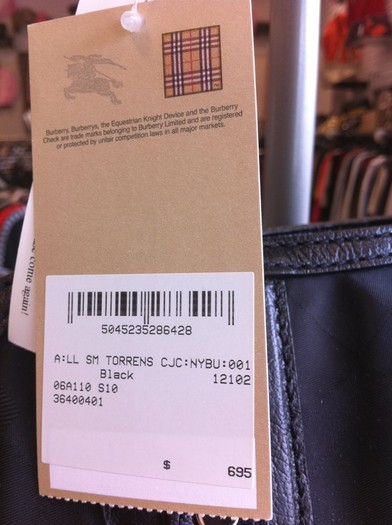 Burberry, Burberrys, the Equestrian Knight Device and the Burberry
Check are trade marks belonging to Burberry Limited and are registered
or protected by unfair competition laws in all major markets.
come again!
5045235286428
A:LL SM TORRENS CJC:NYBU:001
Black 12102
06A110 S10
36400401
$ 695